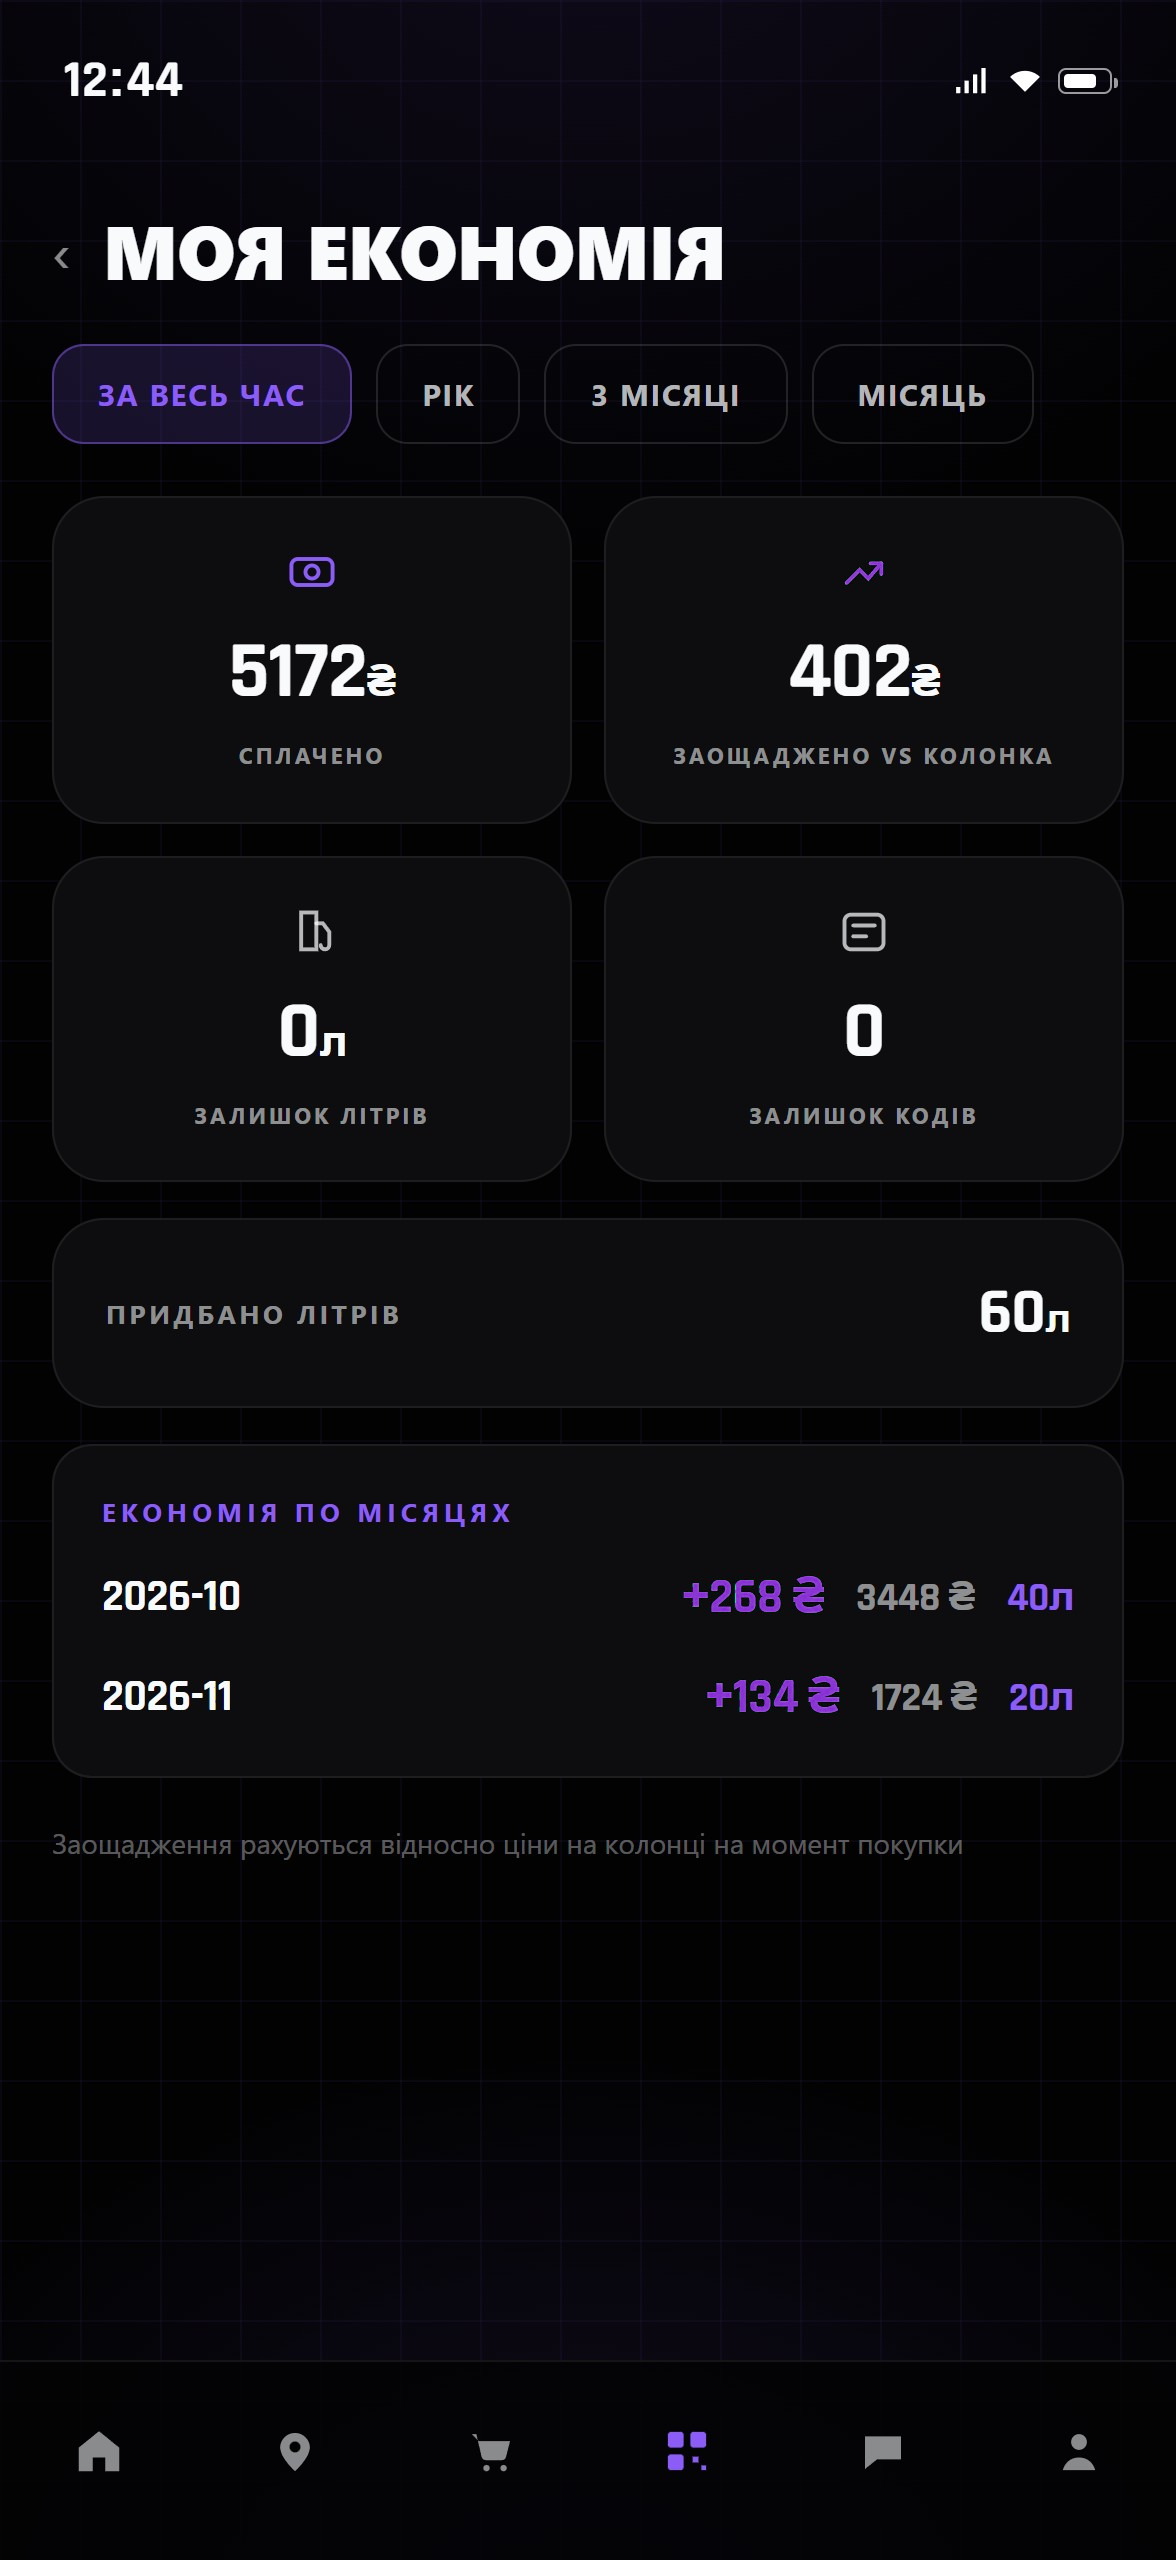 12:44
‹ МОЯ ЕКОНОМІЯ
ЗА ВЕСЬ ЧАС РІК 3 МІСЯЦІ МІСЯЦЬ
5172₴ 402₴
СПЛАЧЕНО ЗАОЩАДЖЕНО VS КОЛОНКА
0л 0
ЗАЛИШОК ЛІТРІВ ЗАЛИШОК КОДІВ
ПРИДБАНО ЛІТРІВ 60л
ЕКОНОМІЯ ПО МІСЯЦЯХ
2026-10 +268 ₴ 3448 ₴ 40л
2026-11 +134 ₴ 1724 ₴ 20л
Заощадження рахуються відносно ціни на колонці на момент покупки